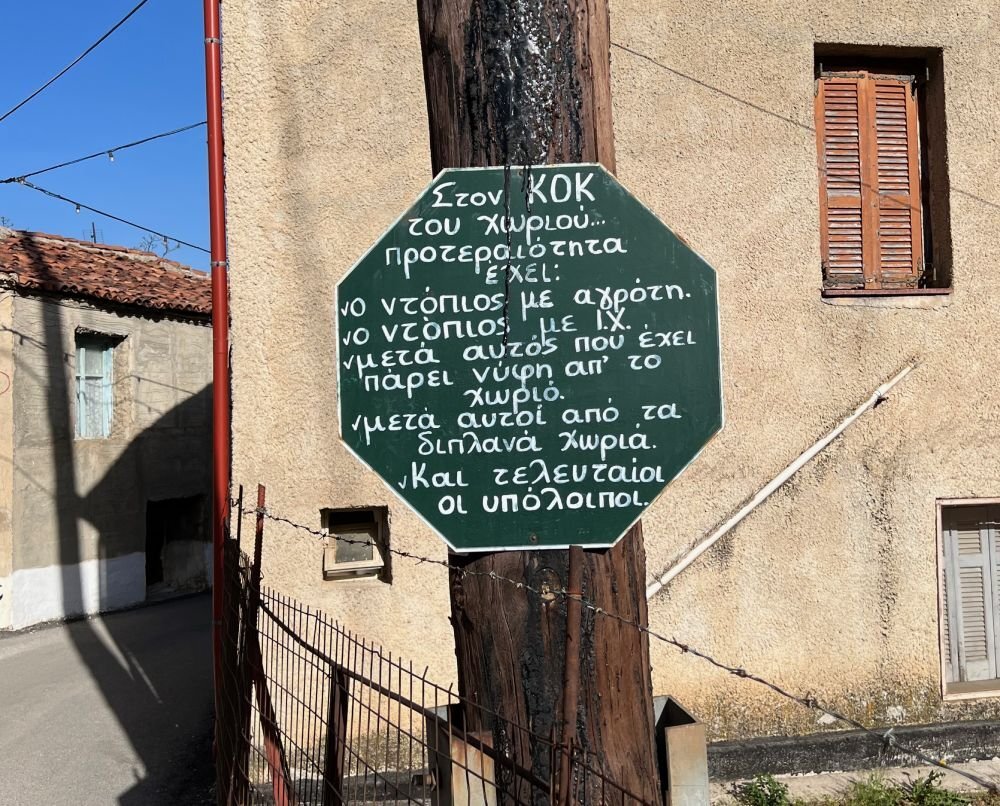 Στον ΚΟΚ
του χωριού...
προτεραιότητα
έχει:
✓ο ντόπιος με αγρότη.
✓ο ντόπιος με Ι.Χ.
✓μετά αυτός που έχει
πάρει νύφη απ' το
χωριό.
✓μετά αυτοί από τα
διπλανά χωριά.
✓Και τελευταίοι
οι υπόλοιποι.